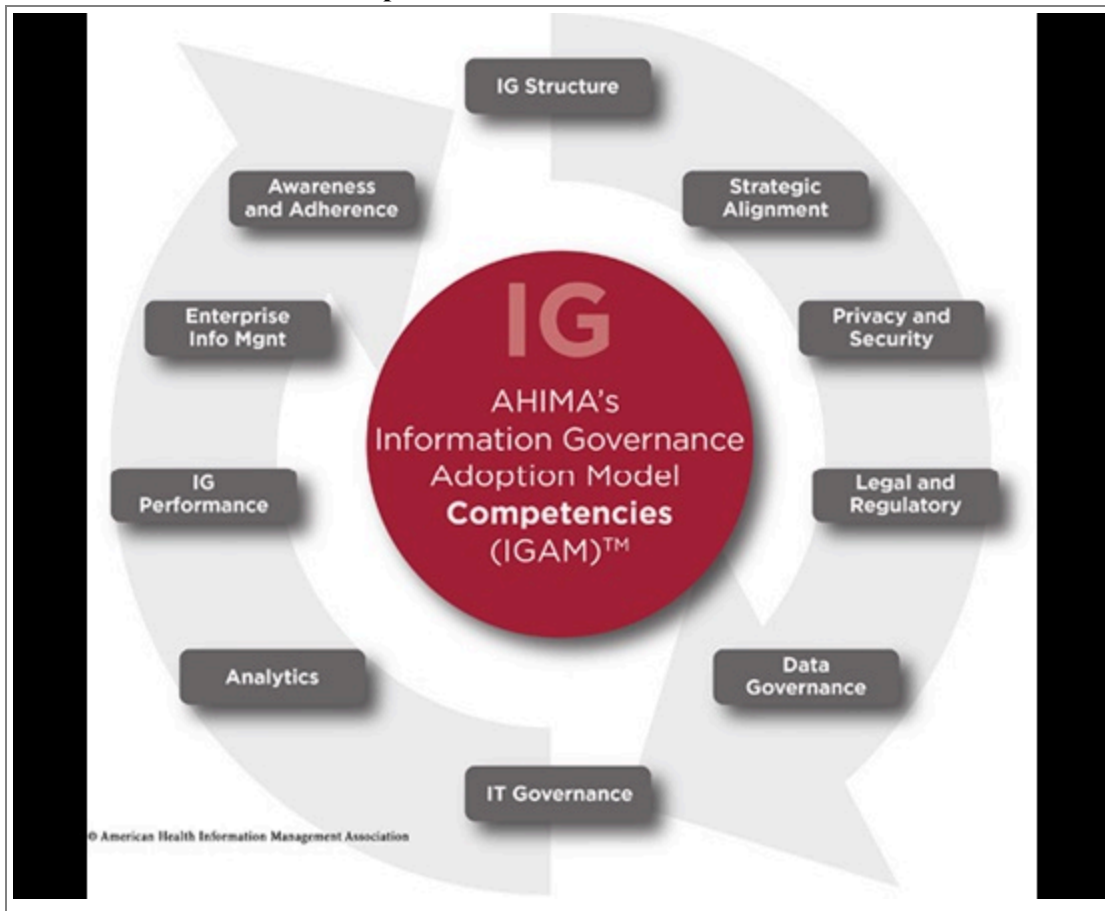 IG Structure
Strategic
Alignment
Privacy and
Security
Legal and
Regulatory
Data
Governance
IT Governance
Analytics
IG
Performance
Enterprise
Info Mgnt
Awareness
and Adherence
IG
AHIMA's
Information Governance
Adoption Model
Competencies
(IGAM)™
© American Health Information Management Association